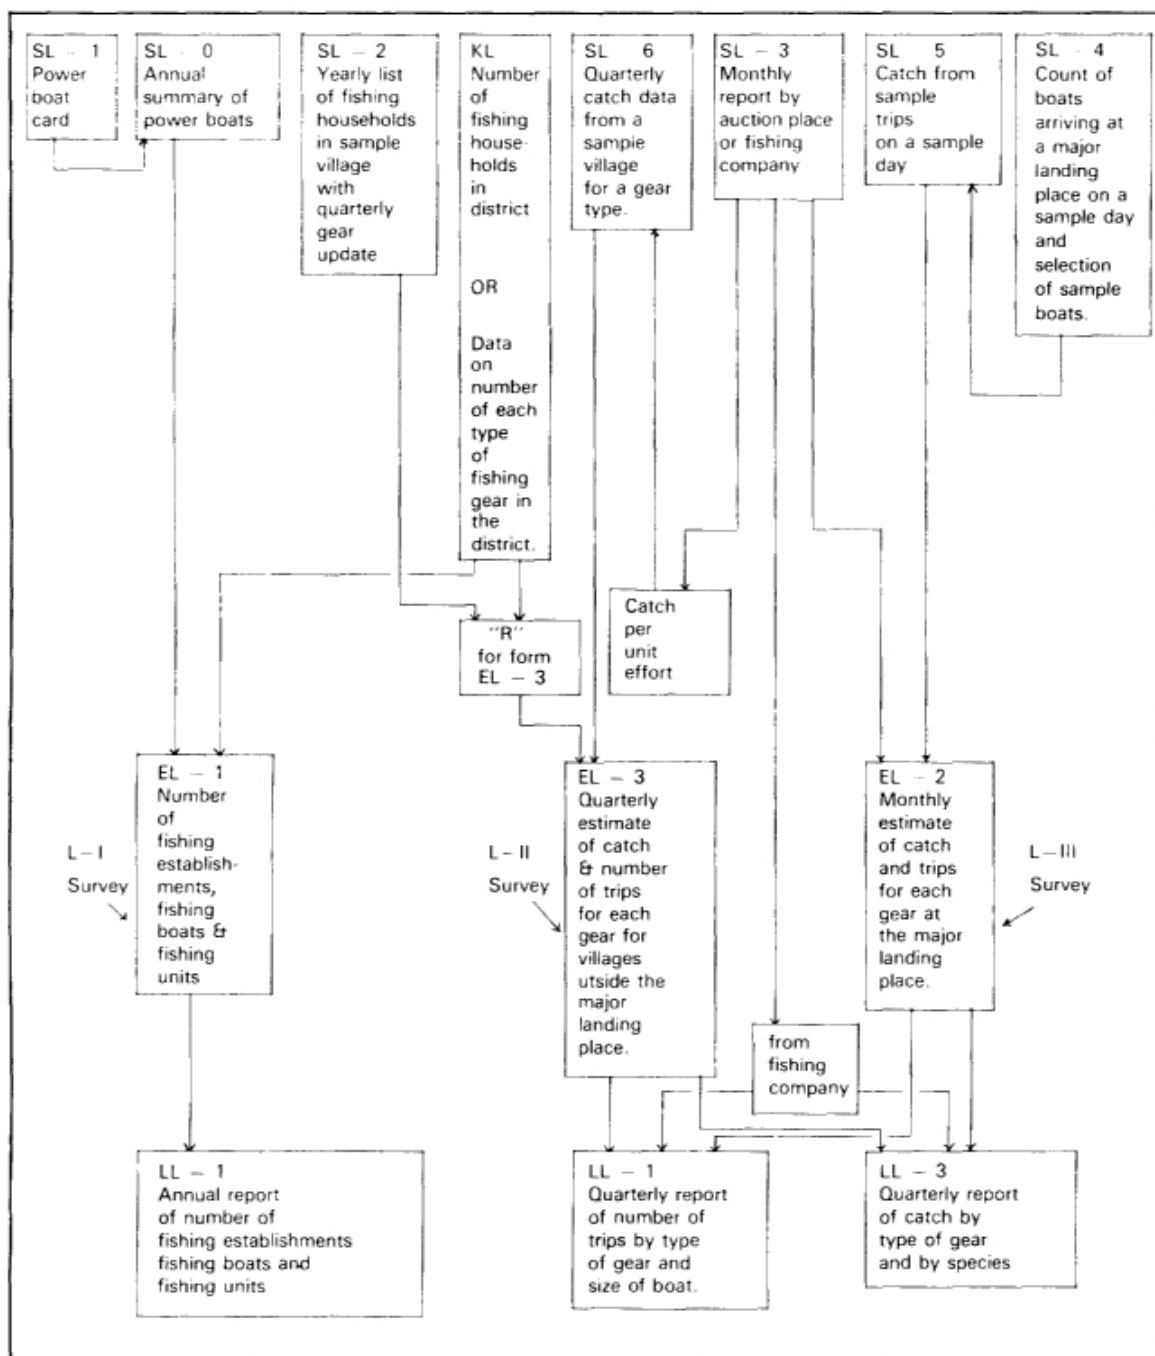 SL – 1
Power
boat
card
SL – 0
Annual
summary of
power boats
SL – 2
Yearly list
of fishing
households
in sample
village
with
quarterly
gear
update
KL
Number
of
fishing
house-
holds
in
district
OR
Data
on
number
of each
type
of
fishing
gear in
the
district.
SL 6
Quarterly
catch data
from a
sample
village
for a gear
type.
SL – 3
Monthly
report by
auction place
or fishing
company
SL 5
Catch from
sample
trips
on a sample
day
SL – 4
Count of
boats
arriving at
a major
landing
place on a
sample day
and
selection
of sample
boats.
"R"
for form
EL – 3
Catch
per
unit
effort
EL – 1
Number
of
fishing
establish-
ments,
fishing
boats &
fishing
units
L–I
Survey
EL – 3
Quarterly
estimate
of catch
& number
of trips
for each
gear for
villages
utside the
major
landing
place.
L–II
Survey
EL – 2
Monthly
estimate
of catch
and trips
for each
gear at
the major
landing
place.
L–III
Survey
from
fishing
company
LL – 1
Annual report
of number of
fishing establishments
fishing boats and
fishing units
LL – 1
Quarterly report
of number of
trips by type
of gear and
size of boat.
LL – 3
Quarterly report
of catch by
type of gear
and by species